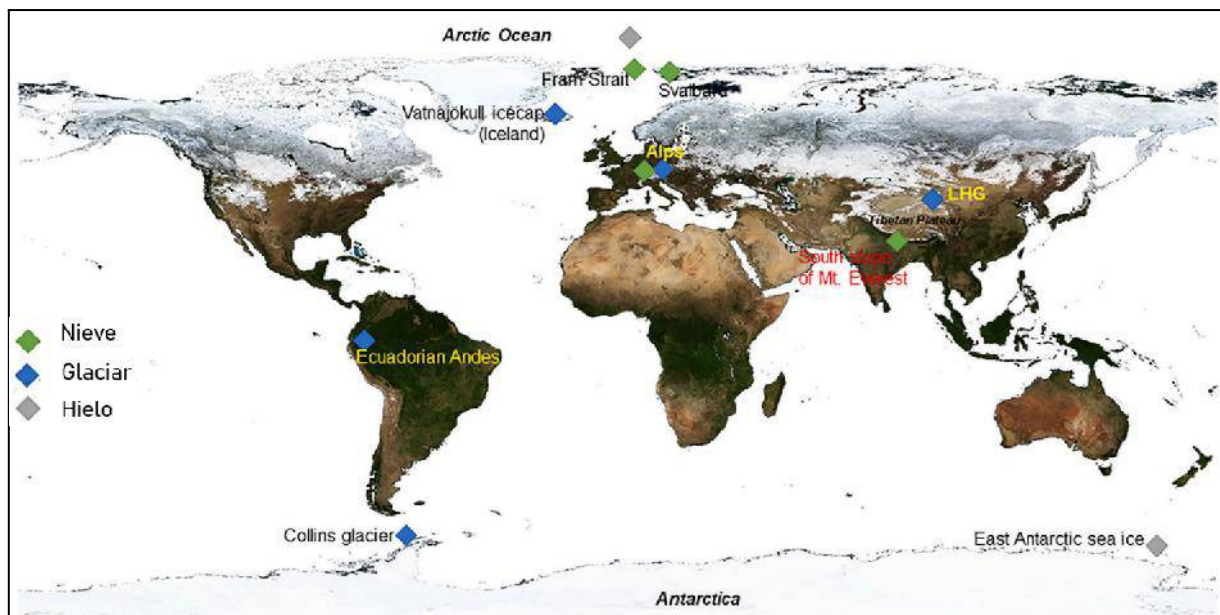 Arctic Ocean
Fram Strait
Svalbard
Vatnajokull icecap
(Iceland)
Alps
LHG
Tibetan Plateau
South slope
of Mt. Everest
Nieve
Glaciar
Hielo
Ecuadorian Andes
Collins glacier
East Antarctic sea ice
Antarctica